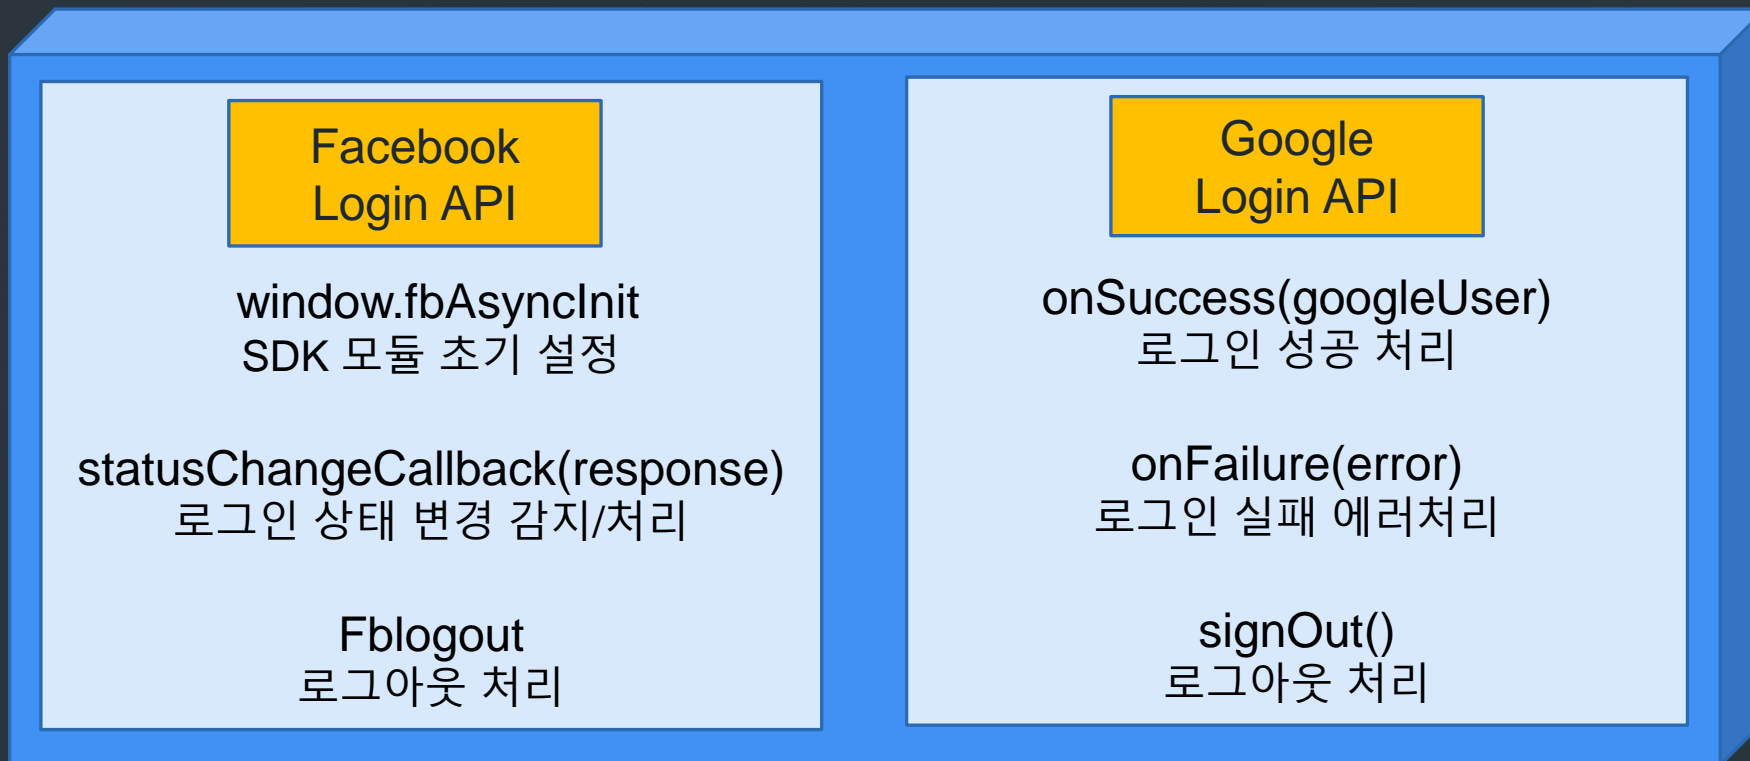 Facebook
Login API
window.fbAsyncInit
SDK 모듈 초기 설정
statusChangeCallback(response)
로그인 상태 변경 감지/처리
Fblogout
로그아웃 처리
Google
Login API
onSuccess(googleUser)
로그인 성공 처리
onFailure(error)
로그인 실패 에러처리
signOut()
로그아웃 처리